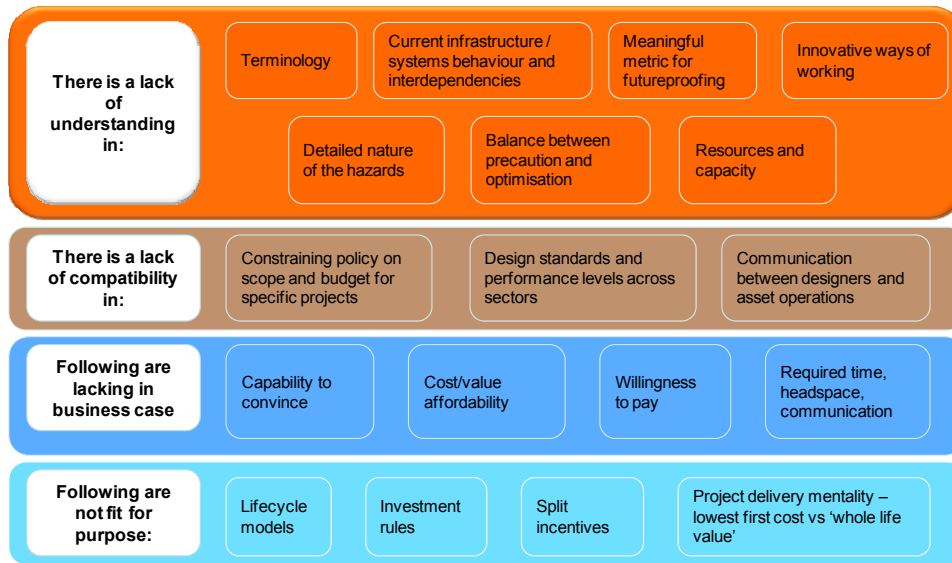 There is a lack
of
understanding
in:
Terminology
Current infrastructure /
systems behaviour and
interdependencies
Meaningful
metric for
futureproofing
Innovative ways of
working
Detailed nature
of the hazards
Balance between
precaution and
optimisation
Resources and
capacity
There is a lack
of compatibility
in:
Constraining policy on
scope and budget for
specific projects
Design standards and
performance levels across
sectors
Communication
between designers and
asset operations
Following are
lacking in
business case
Capability to
convince
Cost/value
affordability
Willingness
to pay
Required time,
headspace,
communication
Following are
not fit for
purpose:
Lifecycle
models
Investment
rules
Split
incentives
Project delivery mentality –
lowest first cost vs ‘whole life
value’